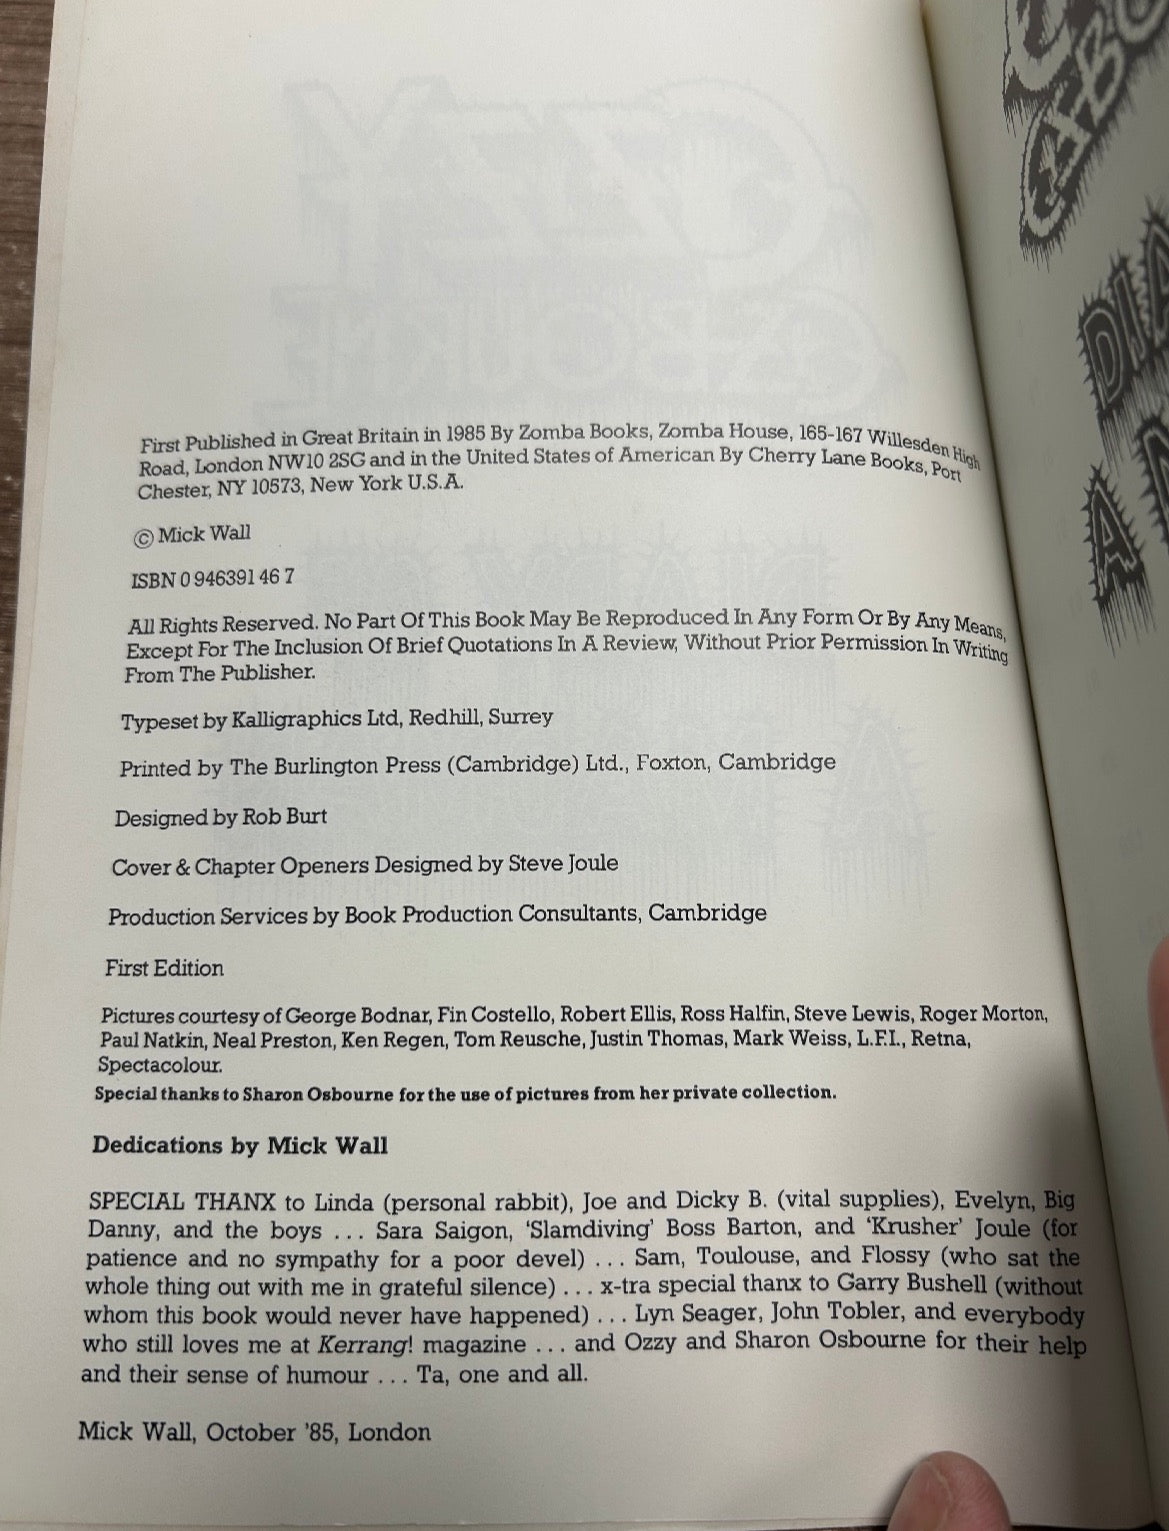 First Published in Great Britain in 1985 By Zomba Books, Zomba House, 165-167 Willesden High
Road, London NW10 2SG and in the United States of American By Cherry Lane Books, Port
Chester, NY 10573, New York U.S.A.
© Mick Wall
ISBN 0 946391 46 7
All Rights Reserved. No Part Of This Book May Be Reproduced In Any Form Or By Any Means,
Except For The Inclusion Of Brief Quotations In A Review, Without Prior Permission In Writing
From The Publisher.
Typeset by Kalligraphics Ltd, Redhill, Surrey
Printed by The Burlington Press (Cambridge) Ltd., Foxton, Cambridge
Designed by Rob Burt
Cover & Chapter Openers Designed by Steve Joule
Production Services by Book Production Consultants, Cambridge
First Edition
Pictures courtesy of George Bodnar, Fin Costello, Robert Ellis, Ross Halfin, Steve Lewis, Roger Morton,
Paul Natkin, Neal Preston, Ken Regen, Tom Reusche, Justin Thomas, Mark Weiss, L.F.I., Retna,
Spectacolour.
Special thanks to Sharon Osbourne for the use of pictures from her private collection.
Dedications by Mick Wall
SPECIAL THANX to Linda (personal rabbit), Joe and Dicky B. (vital supplies), Evelyn, Big
Danny, and the boys ... Sara Saigon, ‘Slamdiving’ Boss Barton, and ‘Krusher’ Joule (for
patience and no sympathy for a poor devel) ... Sam, Toulouse, and Flossy (who sat the
whole thing out with me in grateful silence) ... x-tra special thanx to Garry Bushell (without
whom this book would never have happened) ... Lyn Seager, John Tobler, and everybody
who still loves me at Kerrang! magazine ... and Ozzy and Sharon Osbourne for their help
and their sense of humour ... Ta, one and all.
Mick Wall, October ’85, London